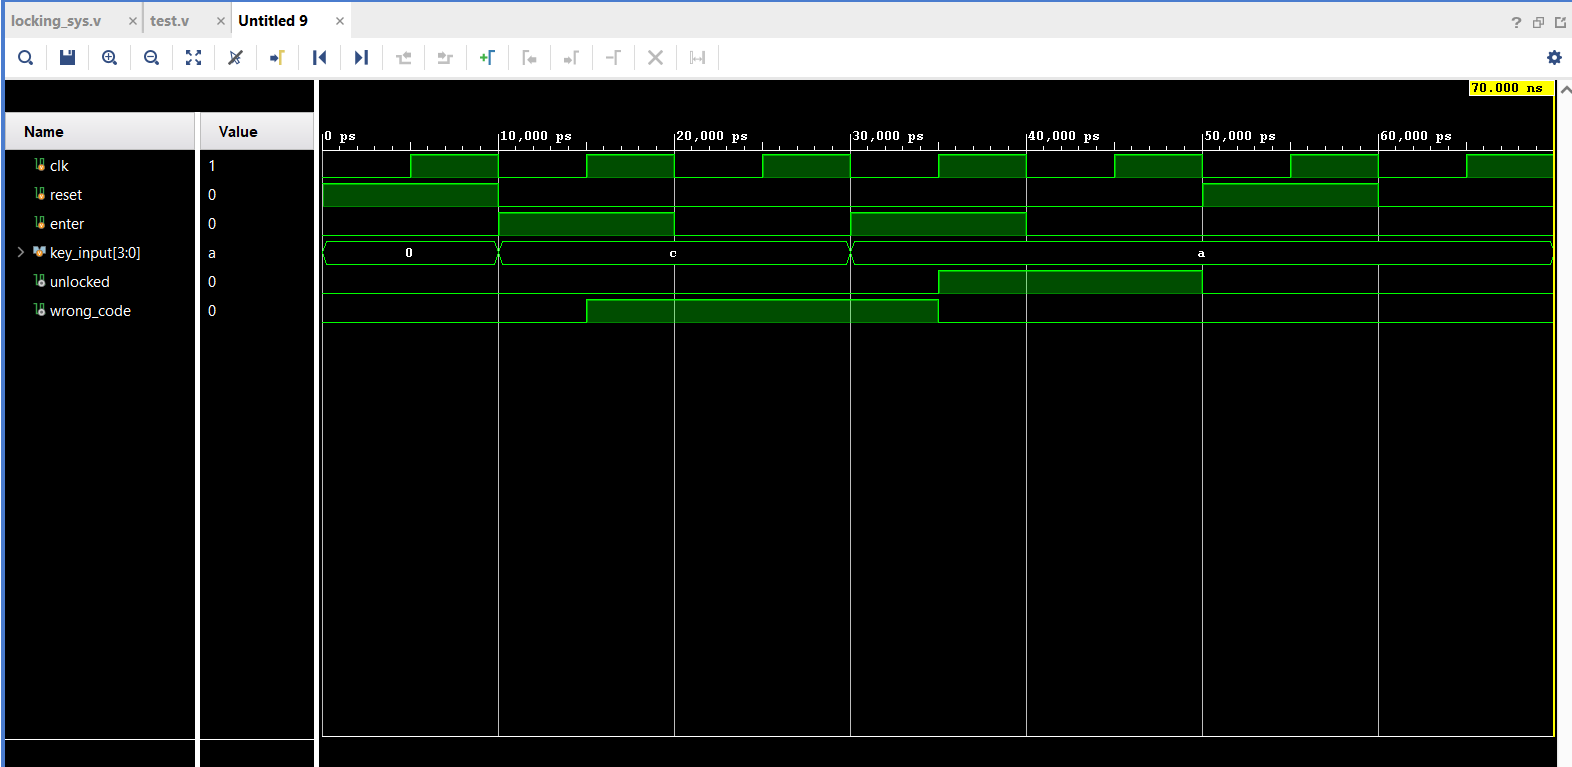 locking_sys.v × test.v × Untitled 9 ×
?
70.000 ns
Name Value
0 ps 10,000 ps 20,000 ps 30,000 ps 40,000 ps 50,000 ps 60,000 ps
clk 1
reset 0
enter 0
key_input[3:0] a 0 c a
unlocked 0
wrong_code 0